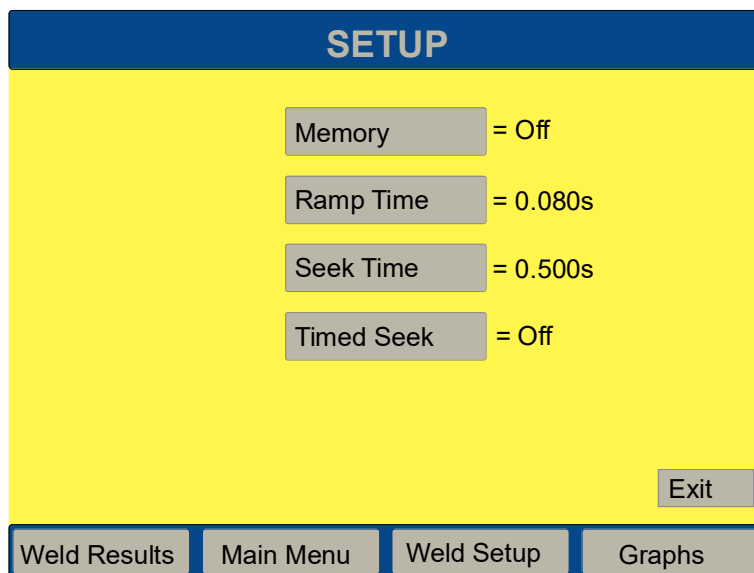 SETUP
Memory = Off
Ramp Time = 0.080s
Seek Time = 0.500s
Timed Seek = Off
Exit
Weld Results Main Menu Weld Setup Graphs